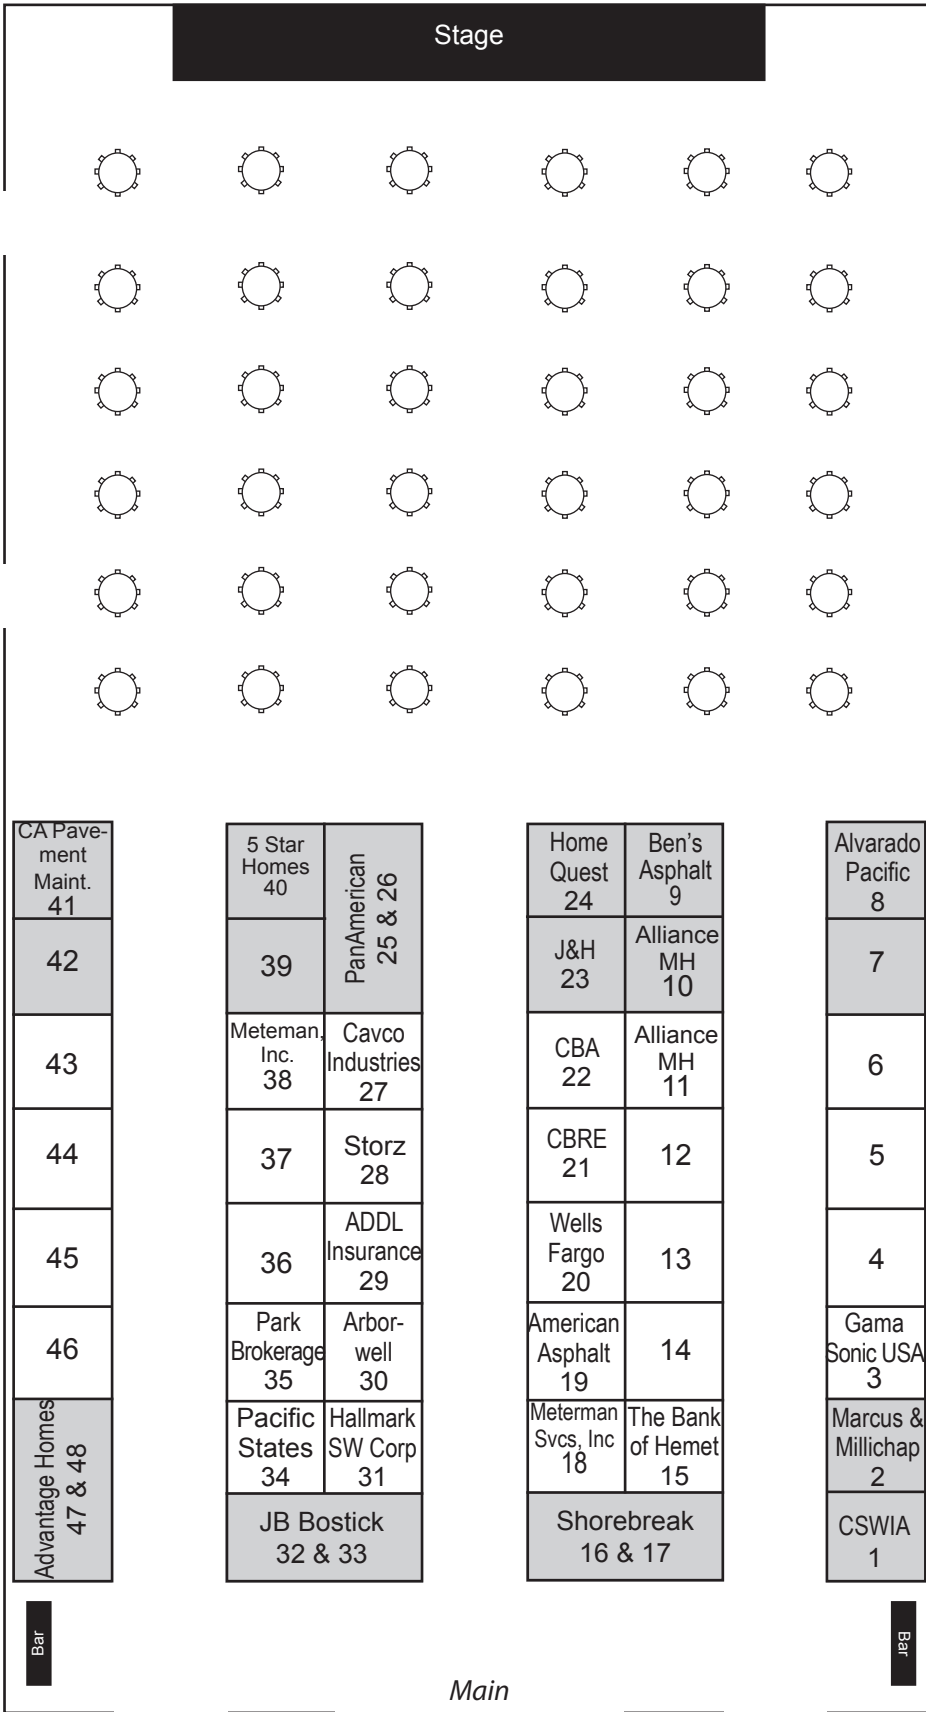 Stage
CA Pave-
ment
Maint.
41
42
43
44
45
46
Advantage Homes
47 & 48
5 Star
Homes
40
39
Meteman,
Inc.
38
37
36
Park
Brokerage
35
Pacific
States
34
PanAmerican
25 & 26
Cavco
Industries
27
Storz
28
ADDL
Insurance
29
Arbor-
well
30
Hallmark
SW Corp
31
JB Bostick
32 & 33
Home
Quest
24
J&H
23
CBA
22
CBRE
21
Wells
Fargo
20
American
Asphalt
19
Meterman
Svcs, Inc
18
Ben's
Asphalt
9
Alliance
MH
10
Alliance
MH
11
12
13
14
The Bank
of Hemet
15
Shorebreak
16 & 17
Alvarado
Pacific
8
7
6
5
4
Gama
Sonic USA
3
Marcus &
Millichap
2
CSWIA
1
Bar
Bar
Main